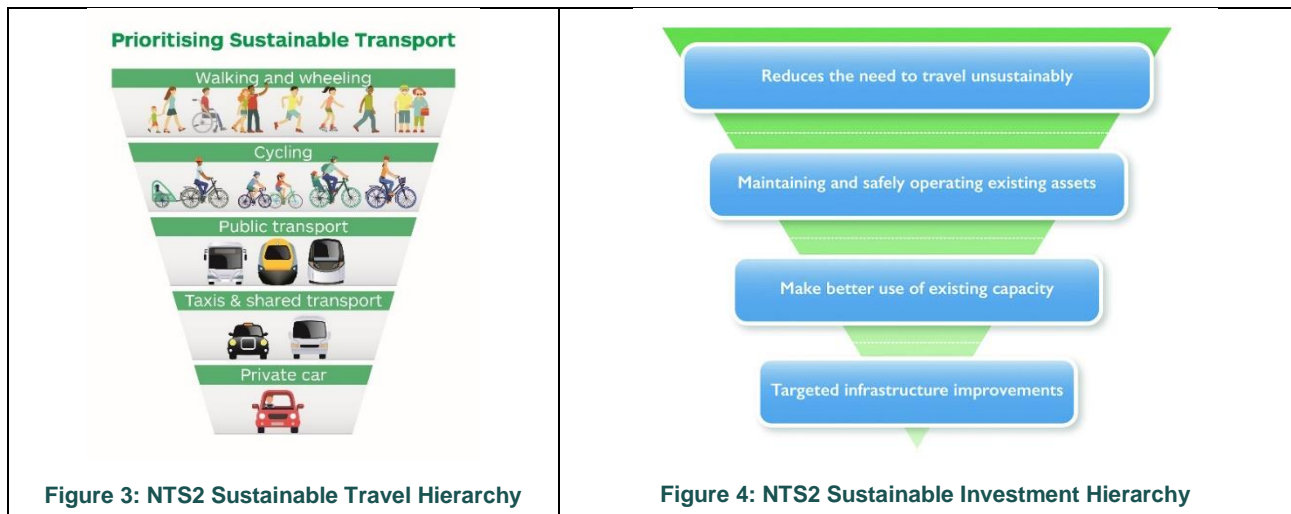 Prioritising Sustainable Transport
Walking and wheeling
Cycling
Public transport
Taxis & shared transport
Private car
Figure 3: NTS2 Sustainable Travel Hierarchy
Reduces the need to travel unsustainably
Maintaining and safely operating existing assets
Make better use of existing capacity
Targeted infrastructure improvements
Figure 4: NTS2 Sustainable Investment Hierarchy